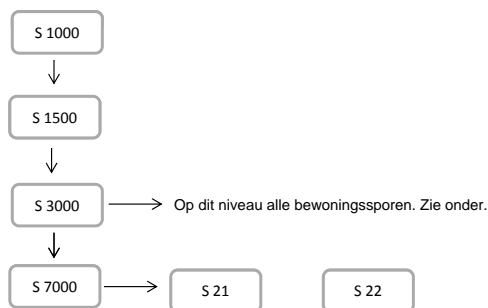 S 1000
S 1500
S 3000
Op dit niveau alle bewoningssporen. Zie onder.
S 7000
S 21
S 22